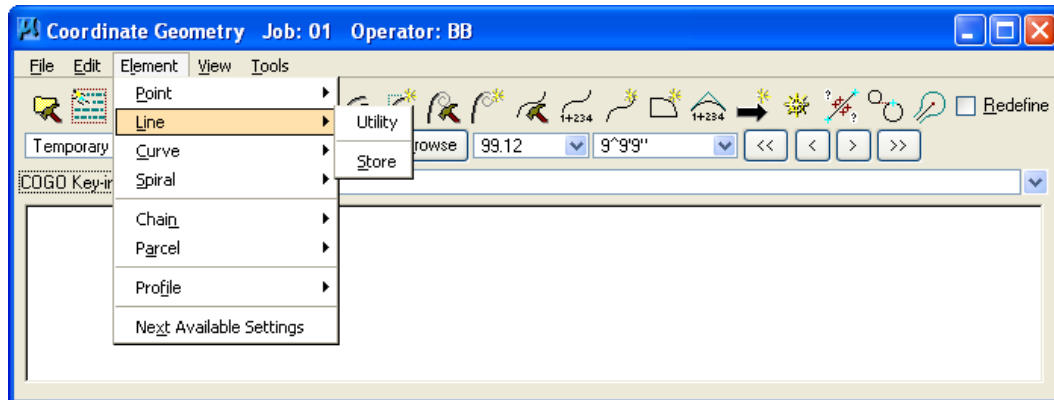 Coordinate Geometry Job: 01 Operator: BB
File Edit Element View Tools
Redefine
Temporary rowse 99.12 9^9'9" << < > >>
COGO Key-in
Point
Line
Curve
Spiral
Chain
Parcel
Profile
Next Available Settings
Utility
Store
1+234
1+234